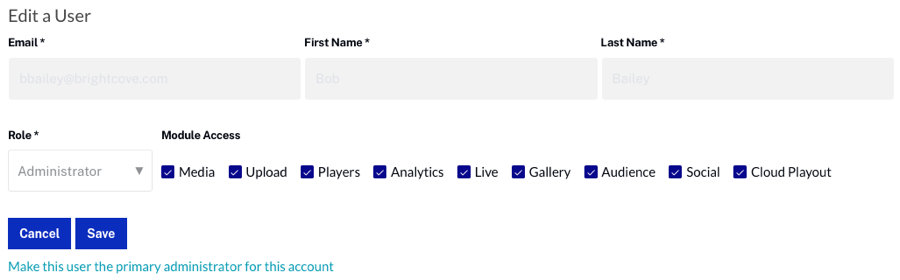 Edit a User
Email * First Name * Last Name *
bbailey@brightcove.com Bob Bailey
Role * Module Access
Administrator Media Upload Players Analytics Live Gallery Audience Social Cloud Playout
Cancel Save
Make this user the primary administrator for this account